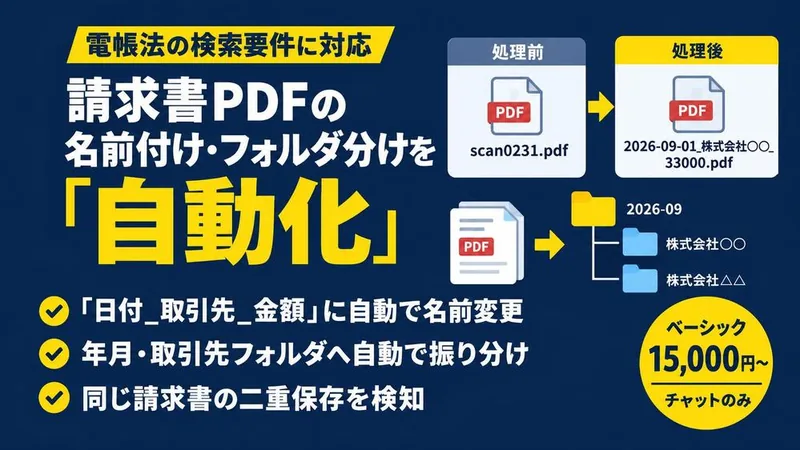 電帳法の検索要件に対応
請求書PDFの
名前付け・フォルダ分けを
「自動化」
処理前
PDF
scan0231.pdf
処理後
PDF
2026-09-01_株式会社〇〇_
33000.pdf
PDF
2026-09
株式会社〇〇
株式会社△△
「日付_取引先_金額」に自動で名前変更
年月・取引先フォルダへ自動で振り分け
同じ請求書の二重保存を検知
ベーシック
15,000円～
チャットのみ